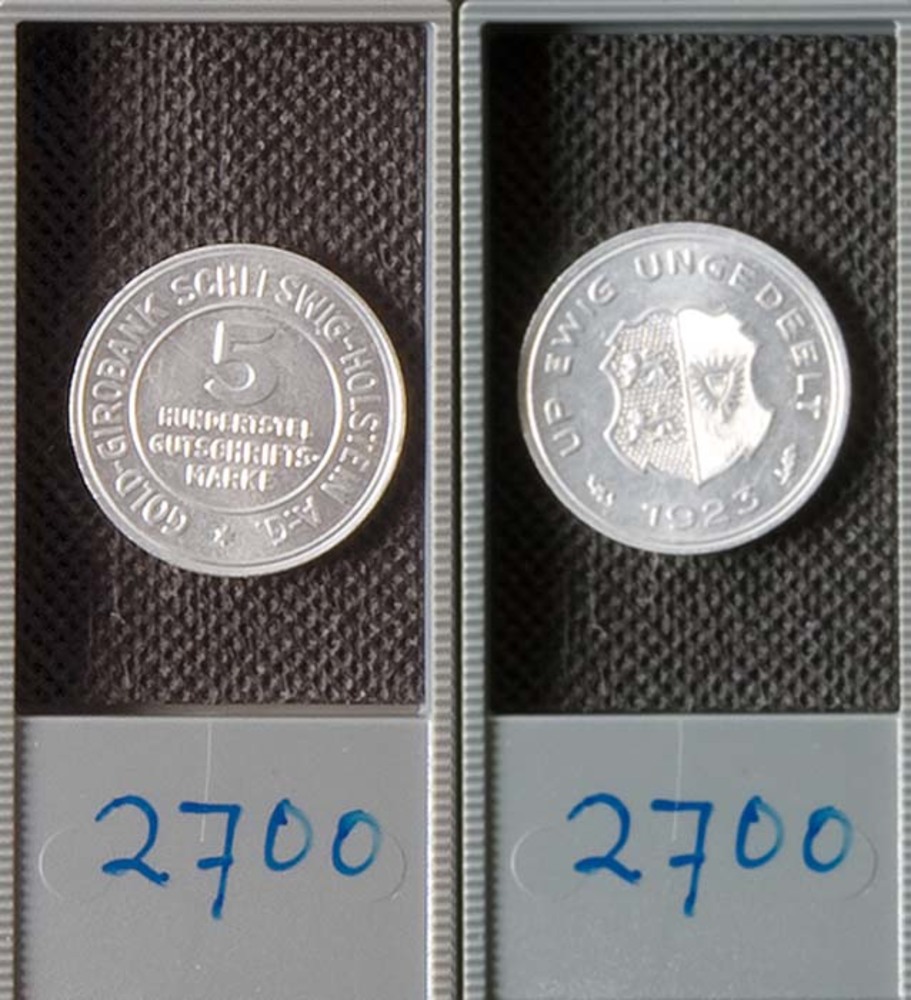 GOLD-GIROBANK SCHLESWIG-HOLSTEIN A.-G.
5
HUNDERTSTEL
GUTSCHRIFTS-
MARKE
2700
UP EWIG UNGEDEELT
1923
2700